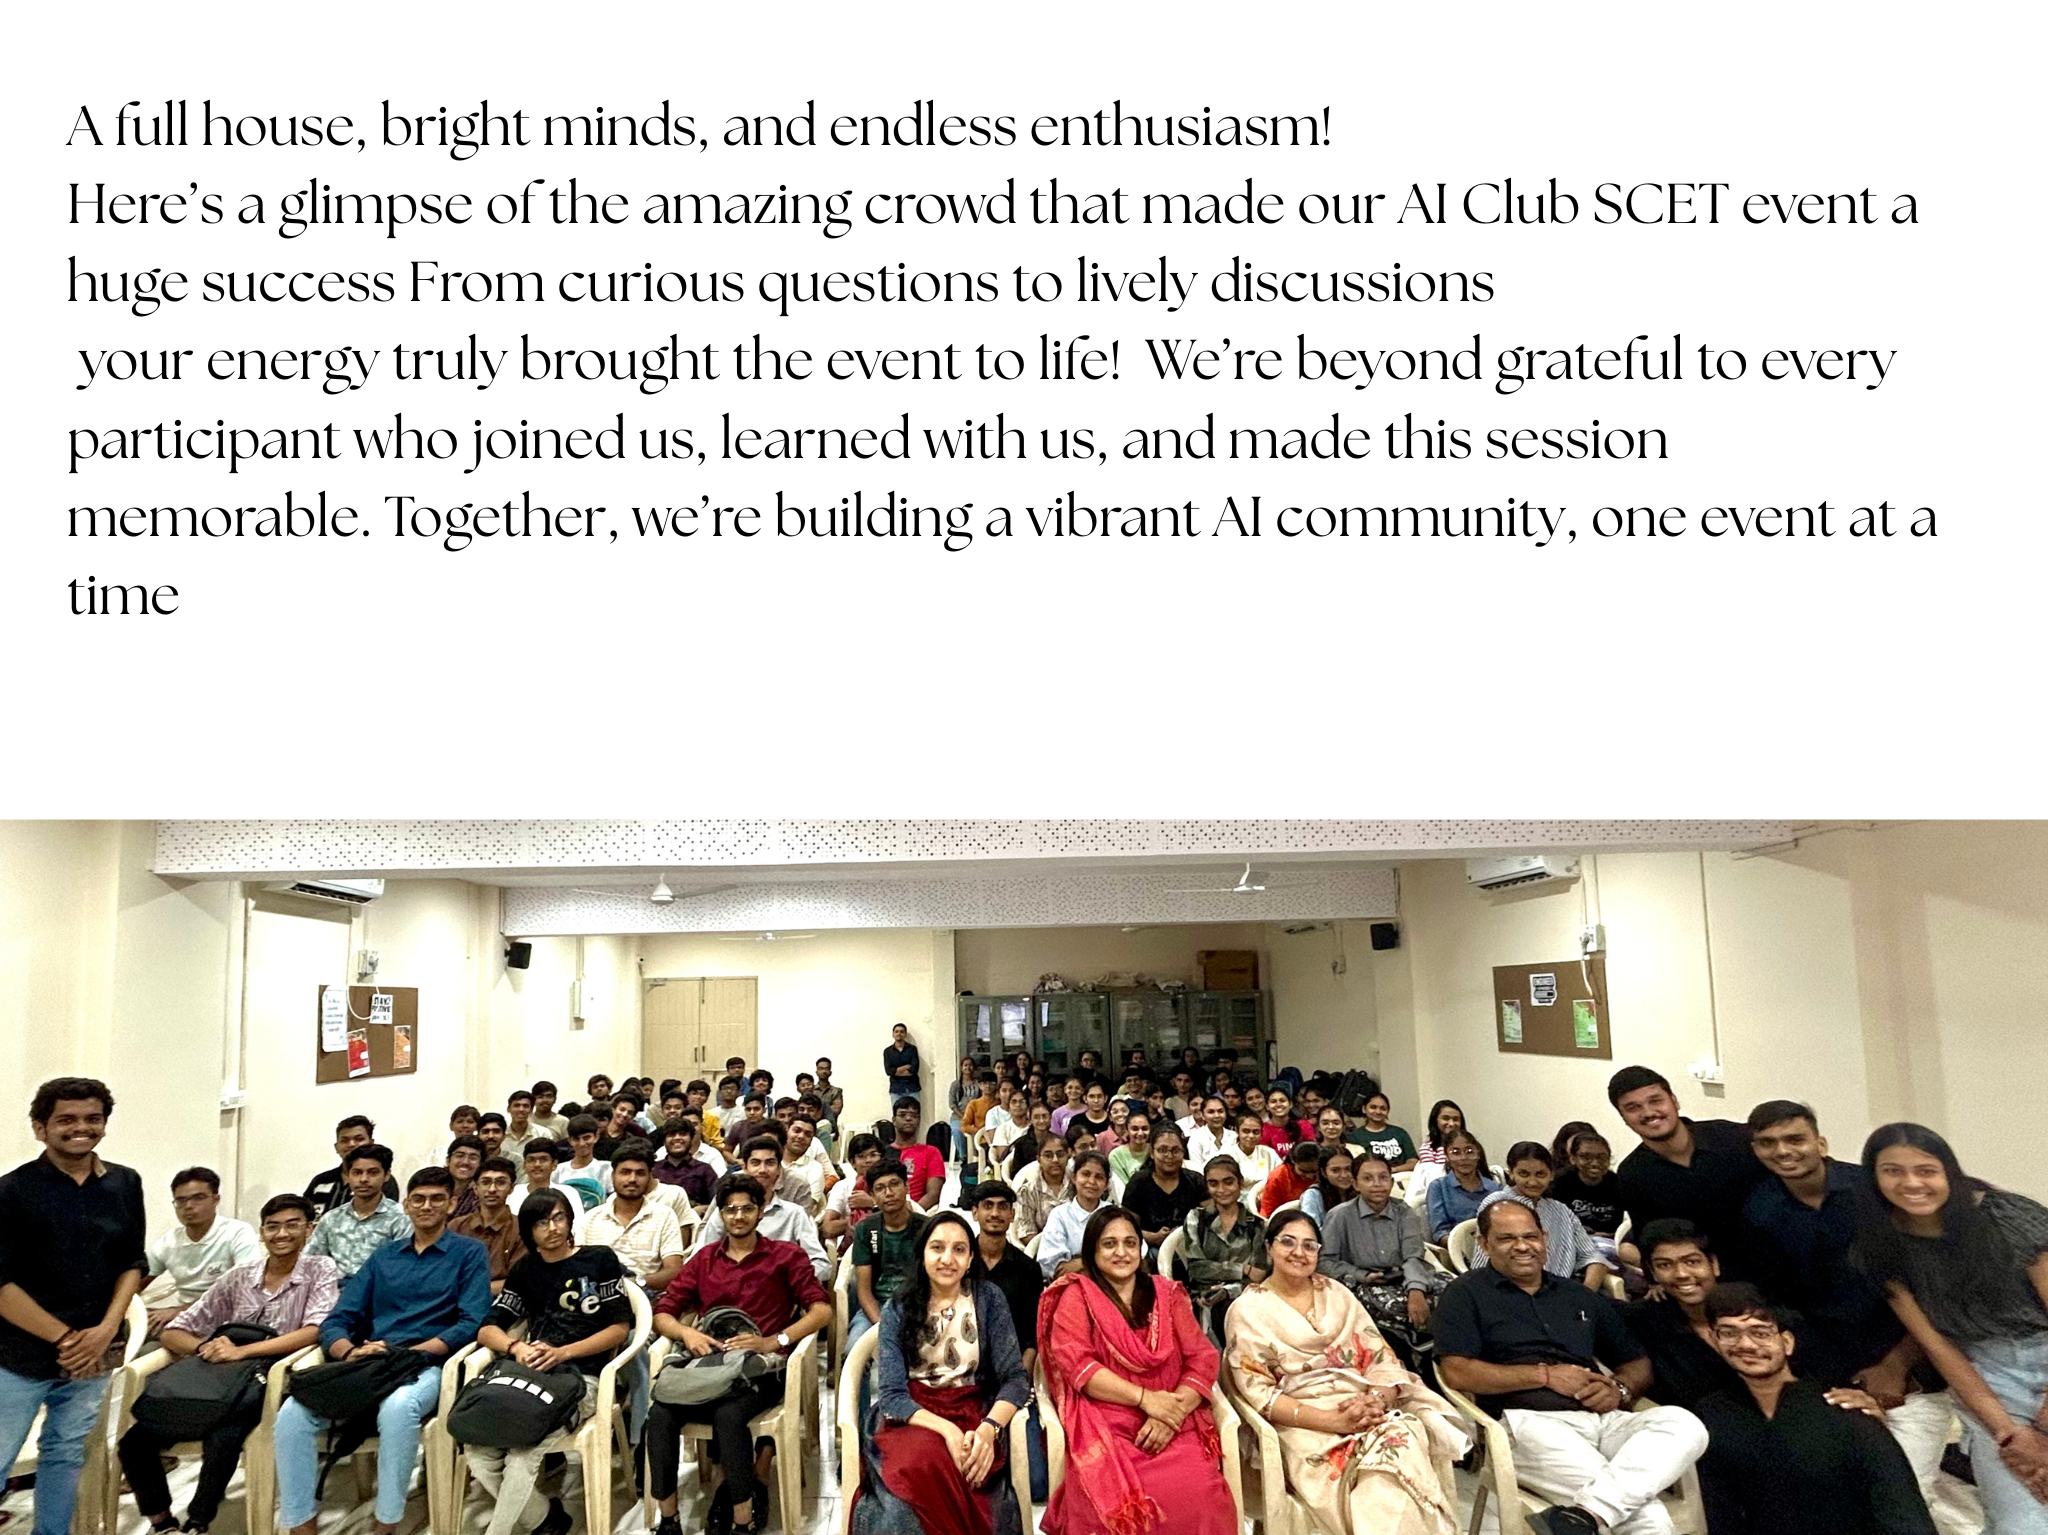 A full house, bright minds, and endless enthusiasm!
Here’s a glimpse of the amazing crowd that made our AI Club SCET event a
huge success From curious questions to lively discussions
your energy truly brought the event to life!  We’re beyond grateful to every
participant who joined us, learned with us, and made this session
memorable. Together, we’re building a vibrant AI community, one event at a
time